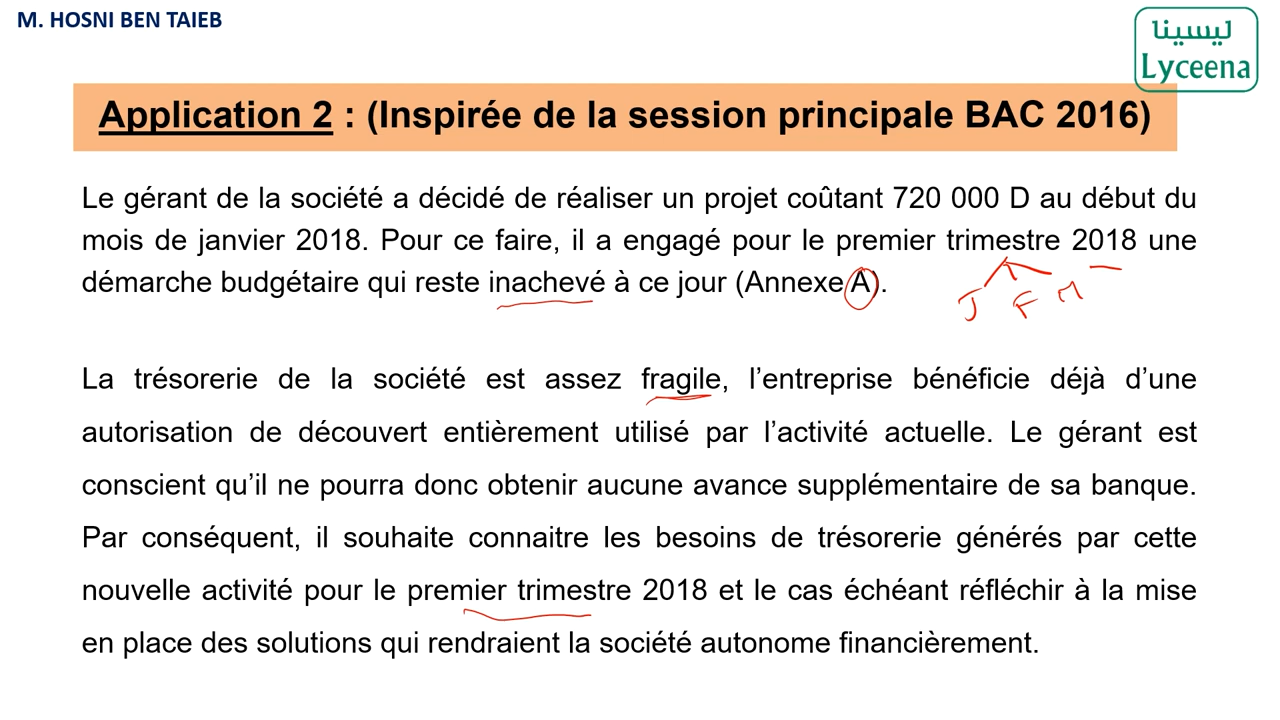 M. HOSNI BEN TAIEB
ليسينا
Lyceena
Application 2 : (Inspirée de la session principale BAC 2016)
Le gérant de la société a décidé de réaliser un projet coûtant 720 000 D au début du
mois de janvier 2018. Pour ce faire, il a engagé pour le premier trimestre 2018 une
démarche budgétaire qui reste inachevé à ce jour (Annexe A).
J F M
La trésorerie de la société est assez fragile, l’entreprise bénéficie déjà d’une
autorisation de découvert entièrement utilisé par l’activité actuelle. Le gérant est
conscient qu’il ne pourra donc obtenir aucune avance supplémentaire de sa banque.
Par conséquent, il souhaite connaitre les besoins de trésorerie générés par cette
nouvelle activité pour le premier trimestre 2018 et le cas échéant réfléchir à la mise
en place des solutions qui rendraient la société autonome financièrement.